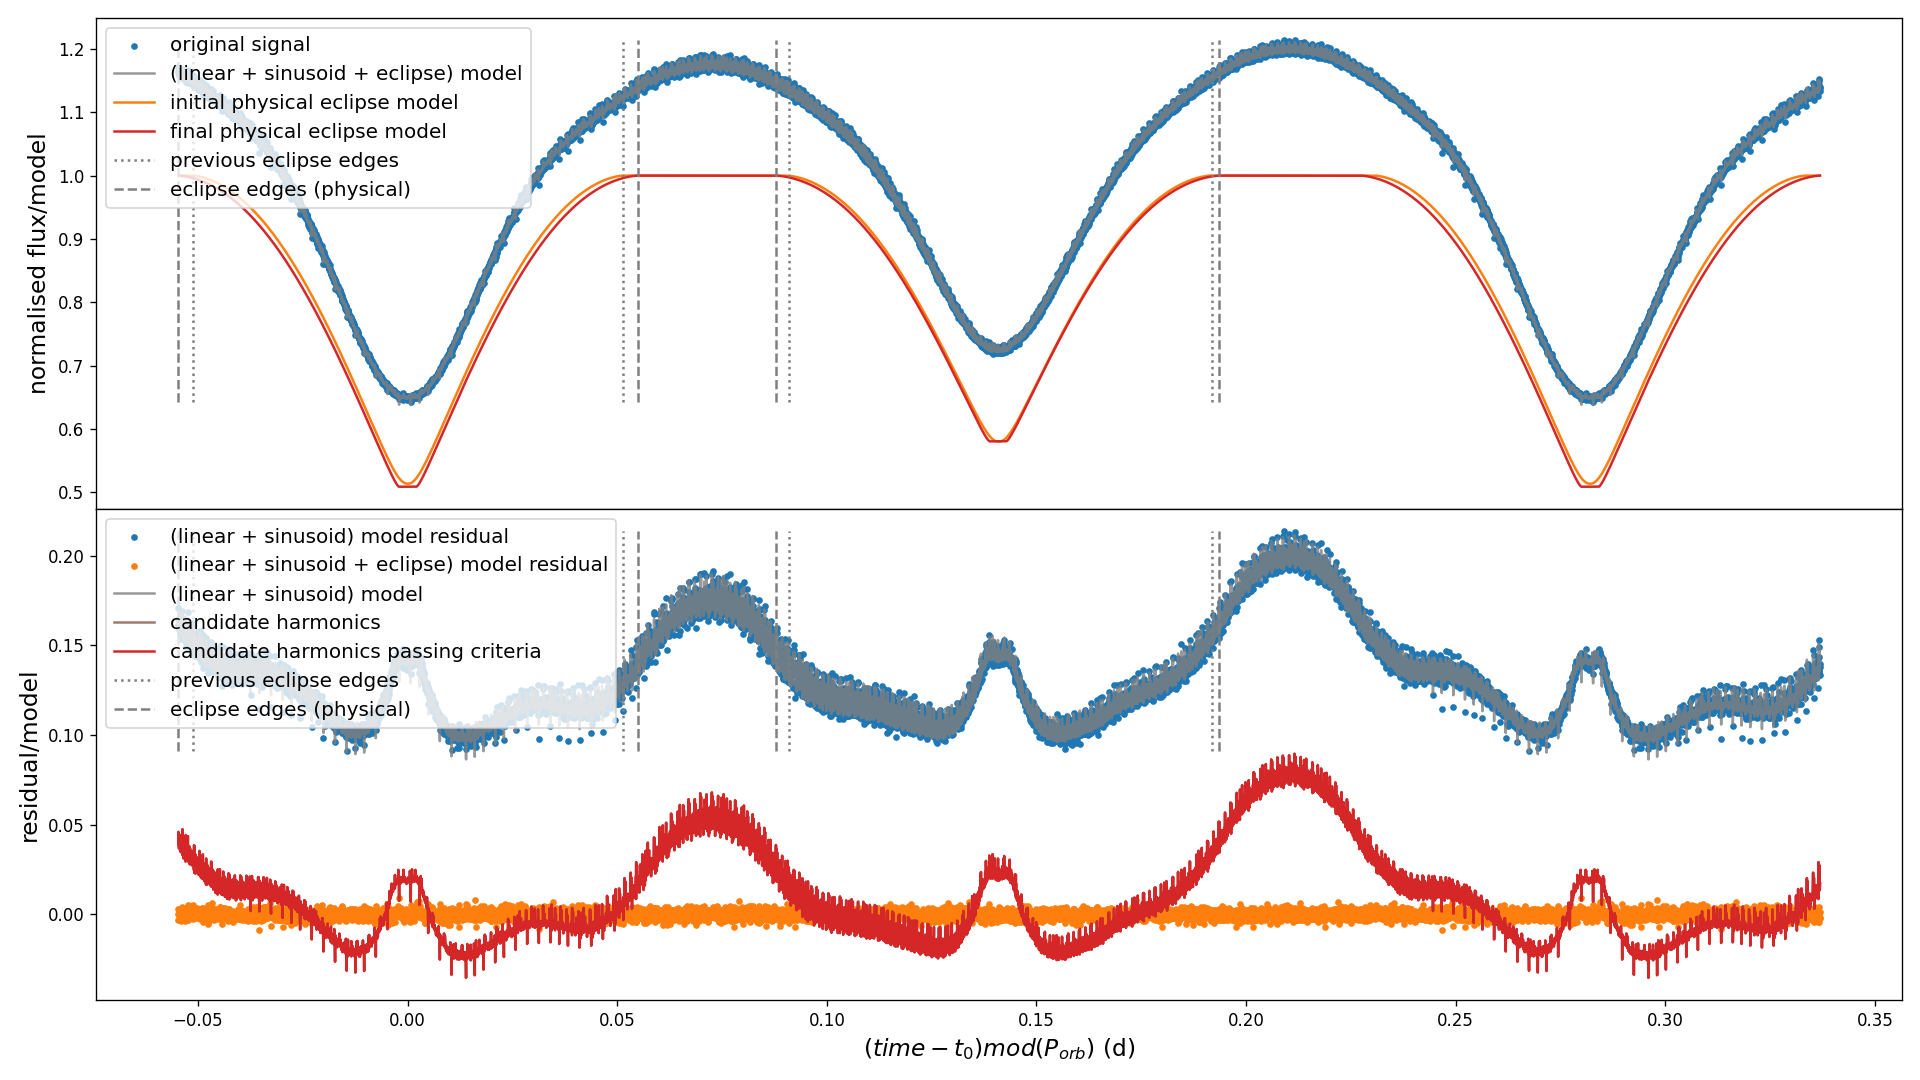 normalised flux/model
1.2
1.1
1.0
0.9
0.8
0.7
0.6
0.5
original signal
(linear + sinusoid + eclipse) model
initial physical eclipse model
final physical eclipse model
previous eclipse edges
eclipse edges (physical)
residual/model
0.20
0.15
0.10
0.05
0.00
(linear + sinusoid) model residual
(linear + sinusoid + eclipse) model residual
(linear + sinusoid) model
candidate harmonics
candidate harmonics passing criteria
previous eclipse edges
eclipse edges (physical)
−0.05 0.00 0.05 0.10 0.15 0.20 0.25 0.30 0.35
(time − t₀)mod(P_orb) (d)